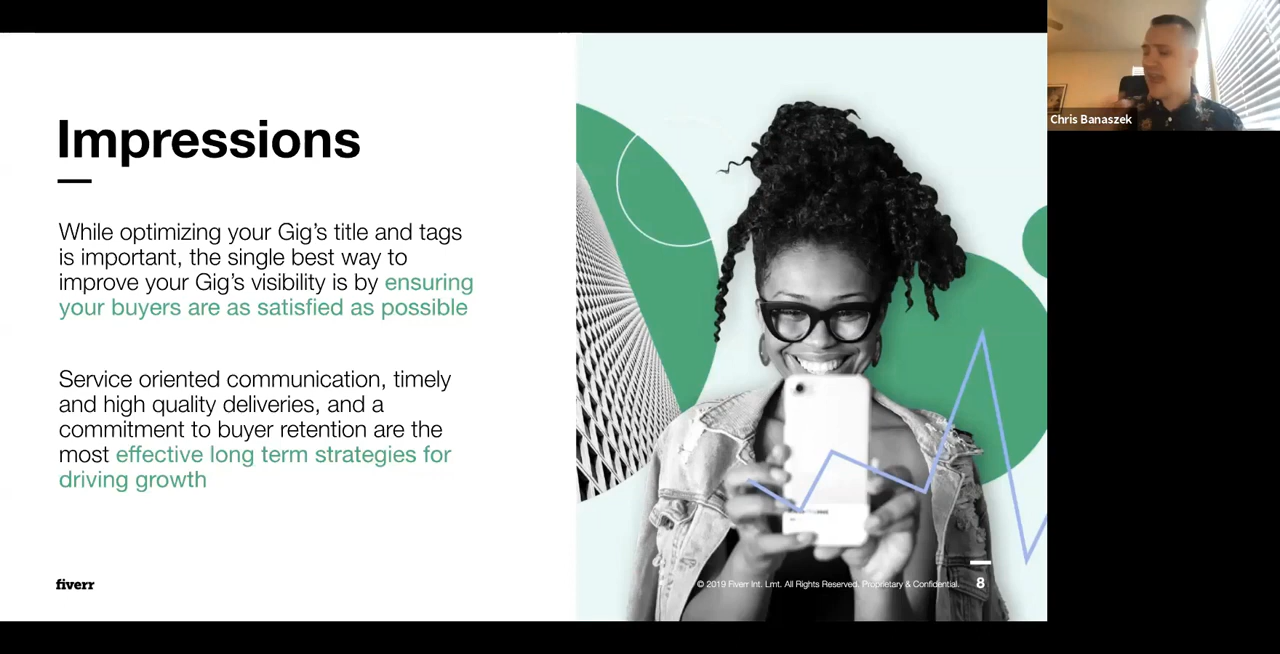 Impressions
While optimizing your Gig's title and tags
is important, the single best way to
improve your Gig's visibility is by ensuring
your buyers are as satisfied as possible
Service oriented communication, timely
and high quality deliveries, and a
commitment to buyer retention are the
most effective long term strategies for
driving growth
fiverr
© 2019 Fiverr Int. Lmt. All Rights Reserved. Proprietary & Confidential.
8
Chris Banaszek